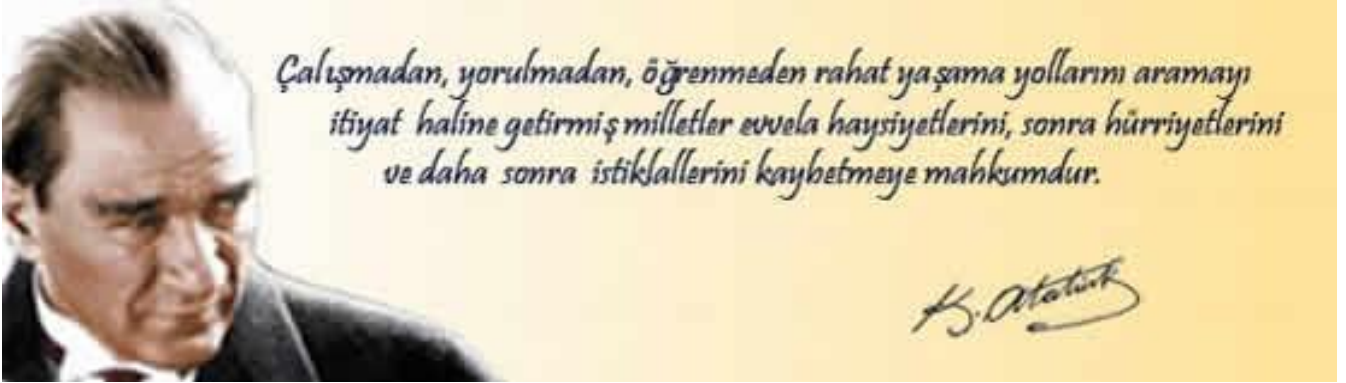 Çalışmadan, yorulmadan, öğrenmeden rahat yaşama yollarını aramayı
itiyat haline getirmiş milletler evvela haysiyetlerini, sonra hürriyetlerini
ve daha sonra istiklallerini kaybetmeye mahkumdur.
K. Atatürk